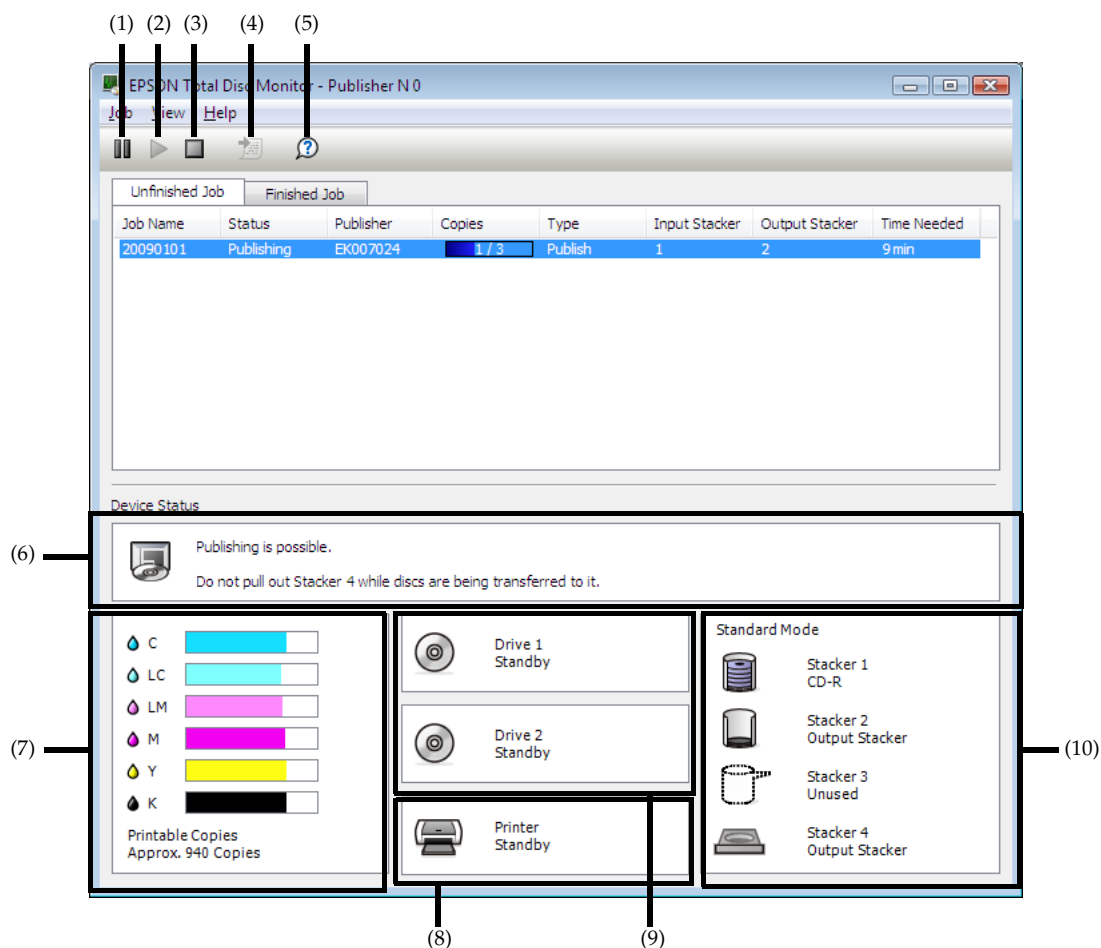 (1) (2) (3) (4) (5)
EPSON Total Disc Monitor - Publisher N 0
Job View Help
Unfinished Job Finished Job
Job Name Status Publisher Copies Type Input Stacker Output Stacker Time Needed
20090101 Publishing EK007024 1 / 3 Publish 1 2 9 min
Device Status
(6)
Publishing is possible.
Do not pull out Stacker 4 while discs are being transferred to it.
(7)
C
LC
LM
M
Y
K
Printable Copies
Approx. 940 Copies
Drive 1
Standby
Drive 2
Standby
Printer
Standby
Standard Mode
Stacker 1
CD-R
Stacker 2
Output Stacker
Stacker 3
Unused
Stacker 4
Output Stacker
(10)
(8) (9)